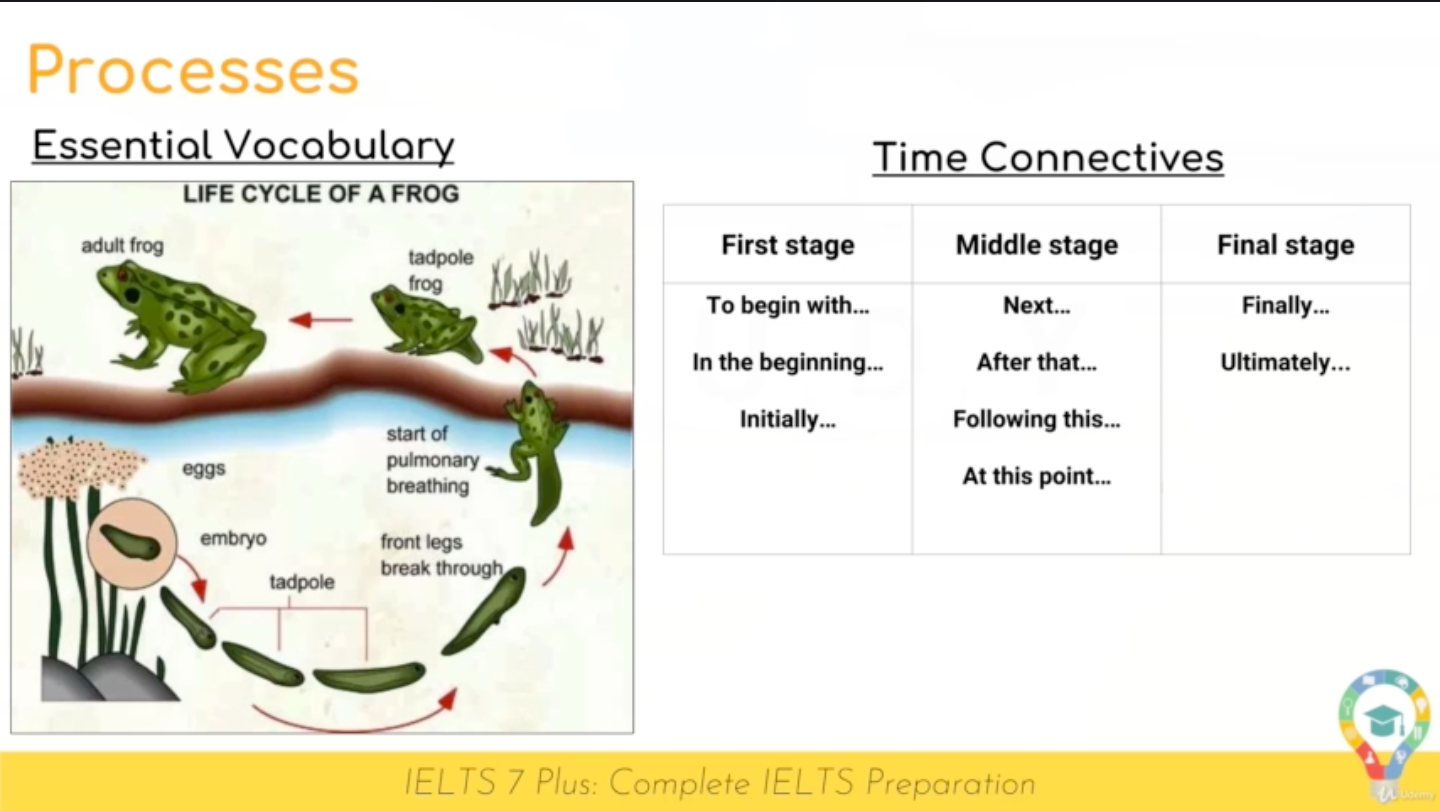 Processes
Essential Vocabulary
LIFE CYCLE OF A FROG
adult frog
tadpole
frog
start of
pulmonary
breathing
eggs
embryo
front legs
break through
tadpole
Time Connectives
First stage
Middle stage
Final stage
To begin with...
Next...
Finally...
In the beginning...
After that...
Ultimately...
Initially...
Following this...
At this point...
IELTS 7 Plus: Complete IELTS Preparation
Udemy